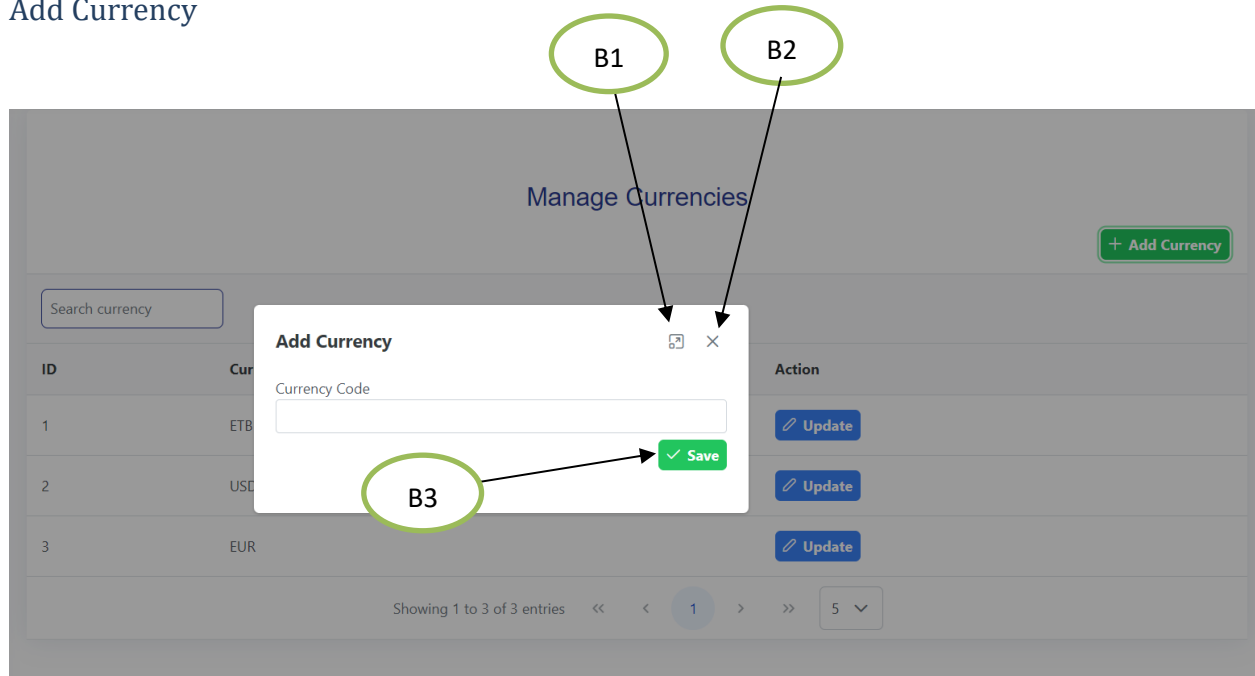 Add Currency
B1
B2
Manage Currencies
+ Add Currency
Search currency
Add Currency
ID
Cur
Action
Currency Code
1
ETB
Update
Save
2
USD
Update
B3
3
EUR
Update
Showing 1 to 3 of 3 entries << < 1 > >> 5